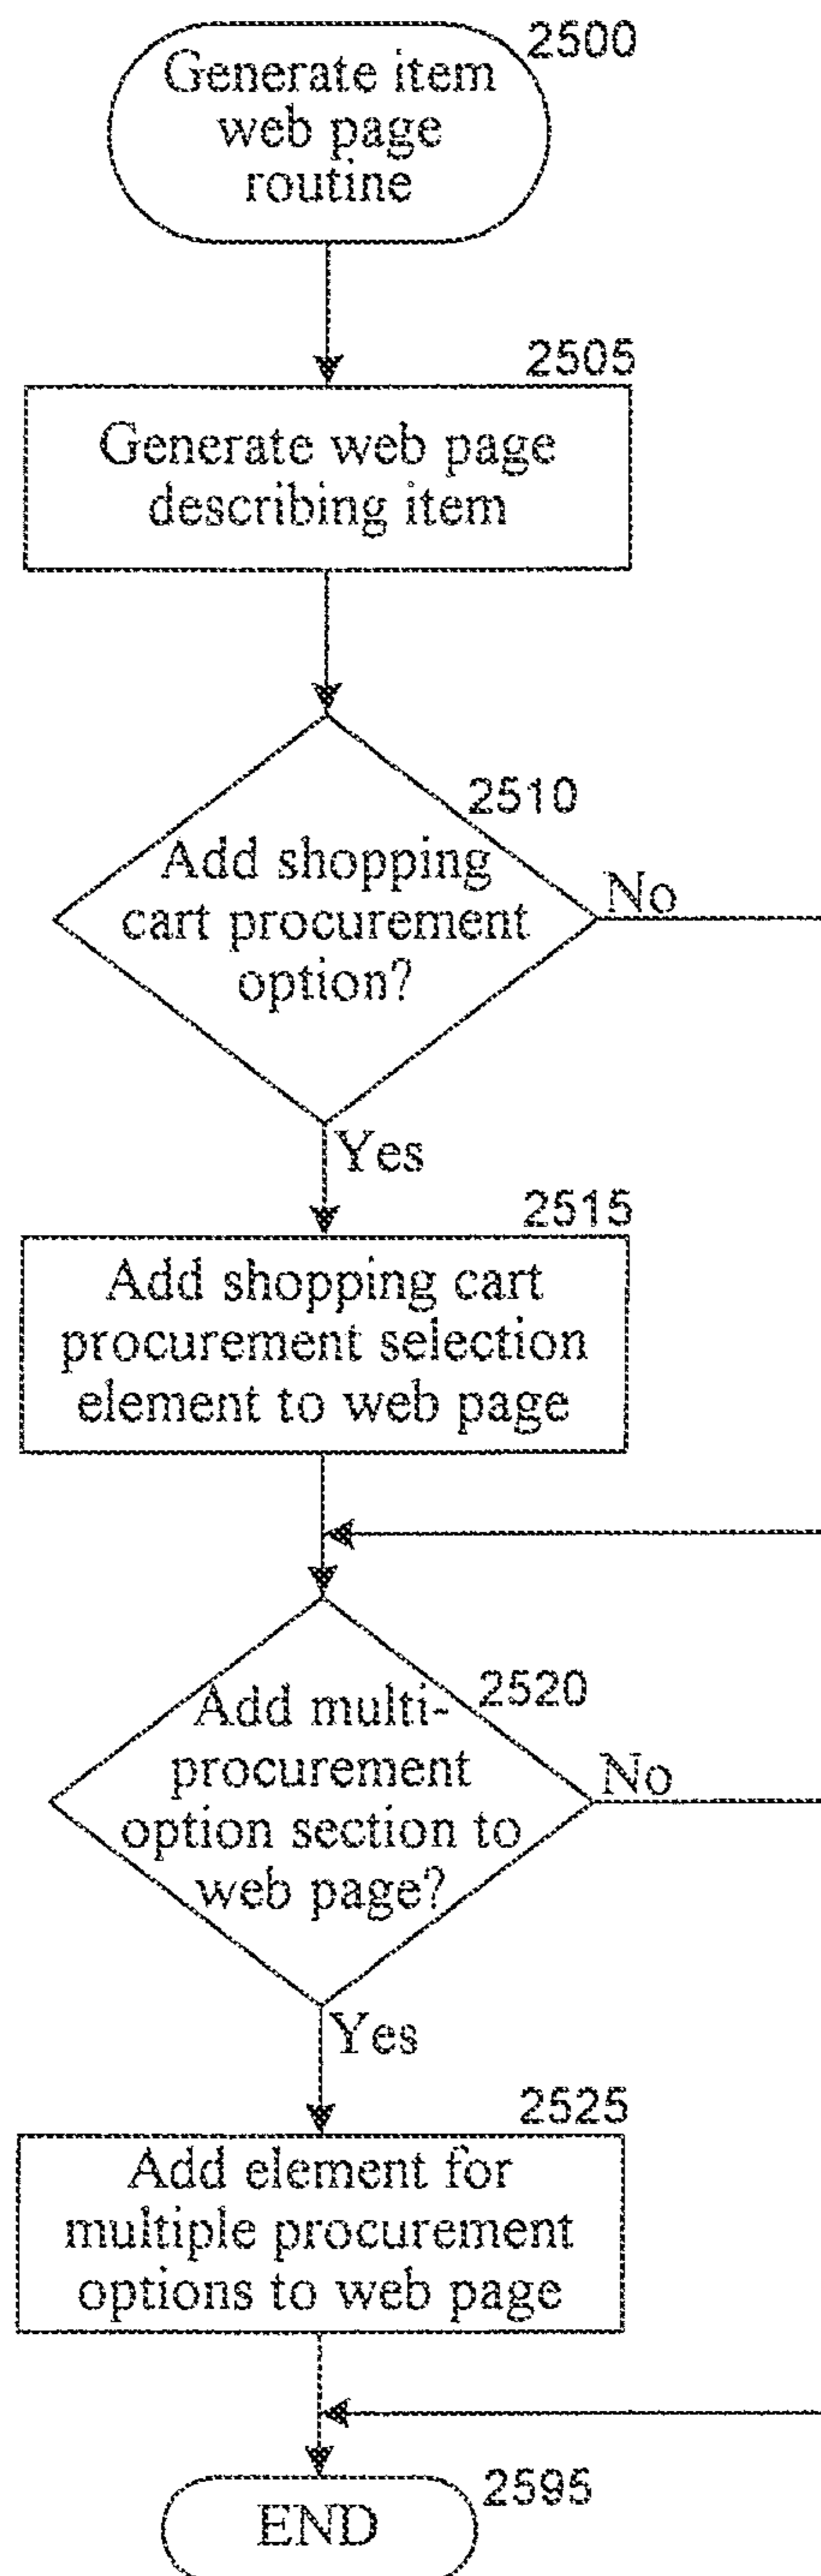 2500
Generate item
web page
routine
2505
Generate web page
describing item
2510
Add shopping
cart procurement
option?
No
Yes
2515
Add shopping cart
procurement selection
element to web page
2520
Add multi-
procurement
option section to
web page?
No
Yes
2525
Add element for
multiple procurement
options to web page
2595
END